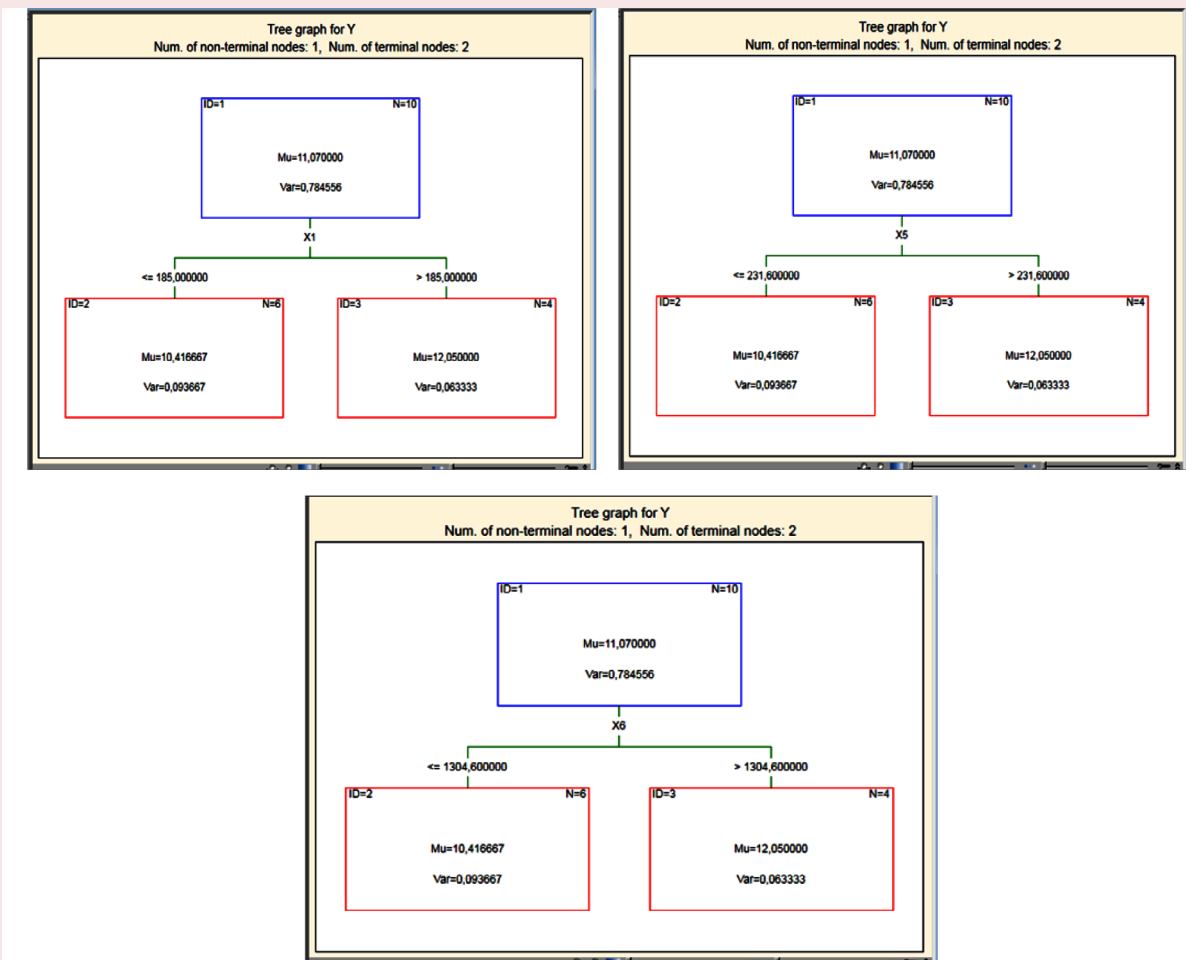 Tree graph for Y
Num. of non-terminal nodes: 1, Num. of terminal nodes: 2
ID=1 N=10
Mu=11,070000
Var=0,784556
X1
<= 185,000000 > 185,000000
ID=2 N=6 ID=3 N=4
Mu=10,416667 Mu=12,050000
Var=0,093667 Var=0,063333
Tree graph for Y
Num. of non-terminal nodes: 1, Num. of terminal nodes: 2
ID=1 N=10
Mu=11,070000
Var=0,784556
X5
<= 231,600000 > 231,600000
ID=2 N=6 ID=3 N=4
Mu=10,416667 Mu=12,050000
Var=0,093667 Var=0,063333
Tree graph for Y
Num. of non-terminal nodes: 1, Num. of terminal nodes: 2
ID=1 N=10
Mu=11,070000
Var=0,784556
X6
<= 1304,600000 > 1304,600000
ID=2 N=6 ID=3 N=4
Mu=10,416667 Mu=12,050000
Var=0,093667 Var=0,063333